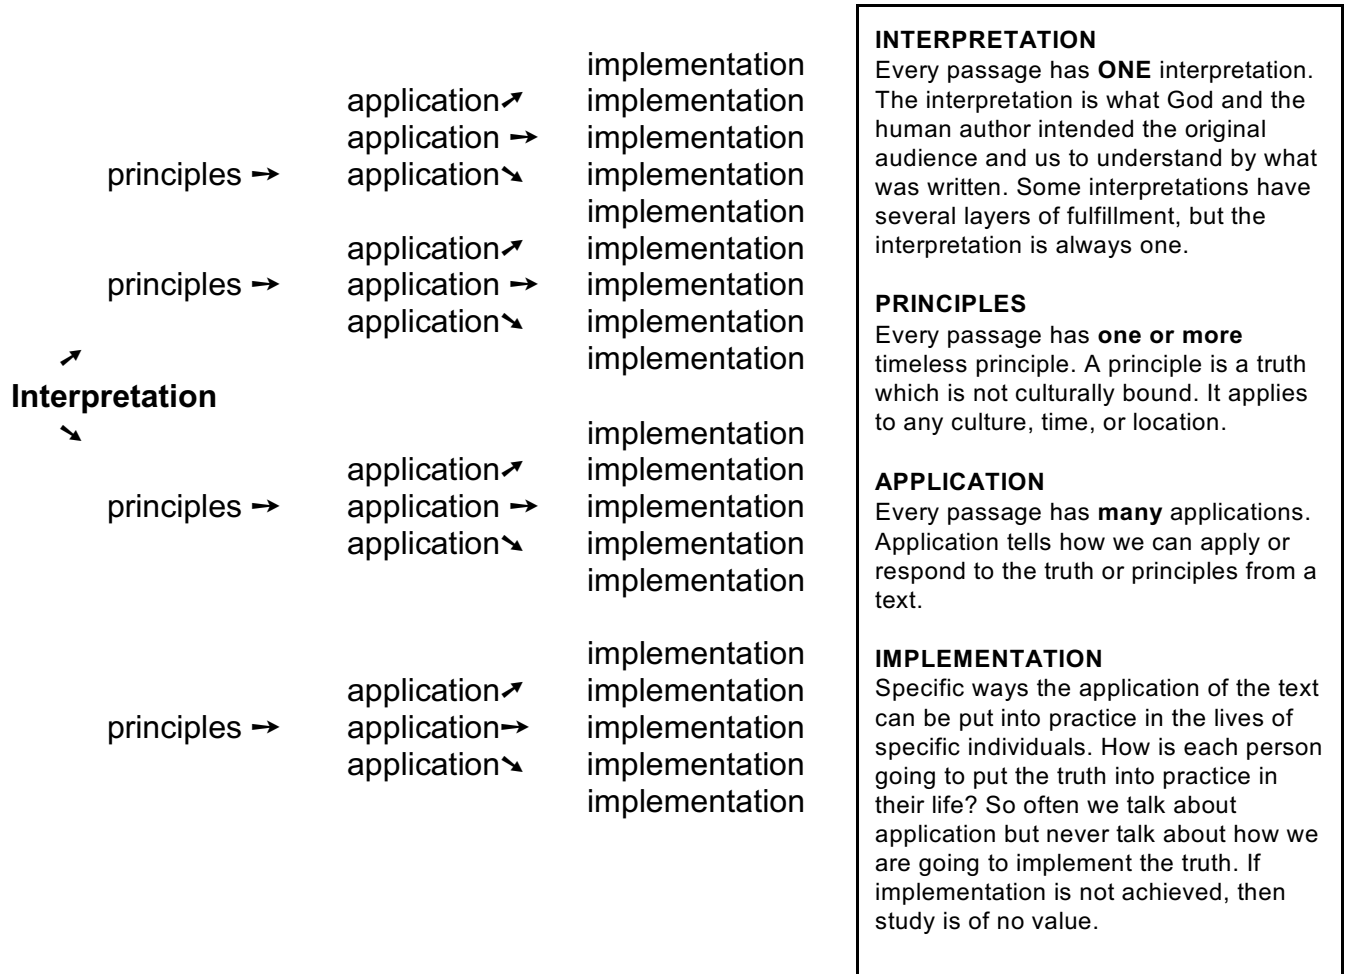 implementation
application➚ implementation
application ➙ implementation
principles ➙ application➘ implementation
implementation
application➚ implementation
principles ➙ application ➙ implementation
application➘ implementation
➚ implementation
Interpretation
➘ implementation
application➚ implementation
principles ➙ application ➙ implementation
application➘ implementation
implementation
implementation
application➚ implementation
principles ➙ application➙ implementation
application➘ implementation
implementation
INTERPRETATION
Every passage has ONE interpretation.
The interpretation is what God and the
human author intended the original
audience and us to understand by what
was written. Some interpretations have
several layers of fulfillment, but the
interpretation is always one.
PRINCIPLES
Every passage has one or more
timeless principle. A principle is a truth
which is not culturally bound. It applies
to any culture, time, or location.
APPLICATION
Every passage has many applications.
Application tells how we can apply or
respond to the truth or principles from a
text.
IMPLEMENTATION
Specific ways the application of the text
can be put into practice in the lives of
specific individuals. How is each person
going to put the truth into practice in
their life? So often we talk about
application but never talk about how we
are going to implement the truth. If
implementation is not achieved, then
study is of no value.